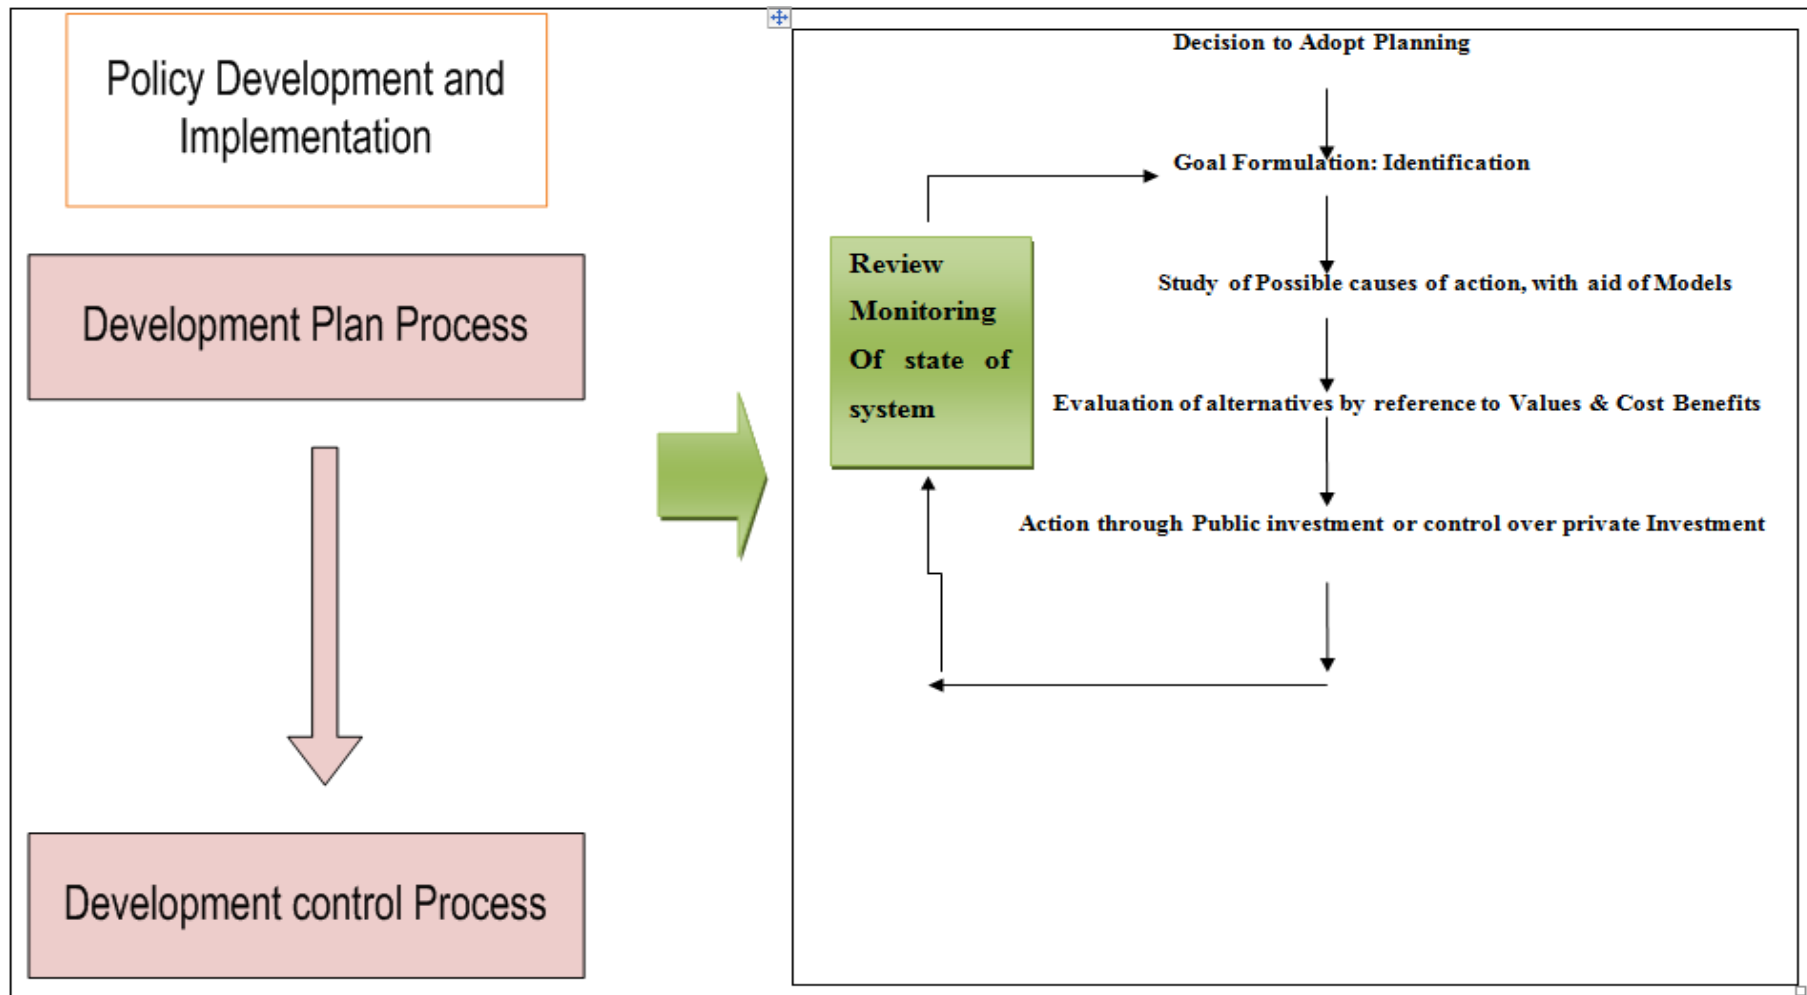 Policy Development and
Implementation
Development Plan Process
Development control Process
Decision to Adopt Planning
Goal Formulation: Identification
Study of Possible causes of action, with aid of Models
Evaluation of alternatives by reference to Values & Cost Benefits
Action through Public investment or control over private Investment
Review
Monitoring
Of state of
system